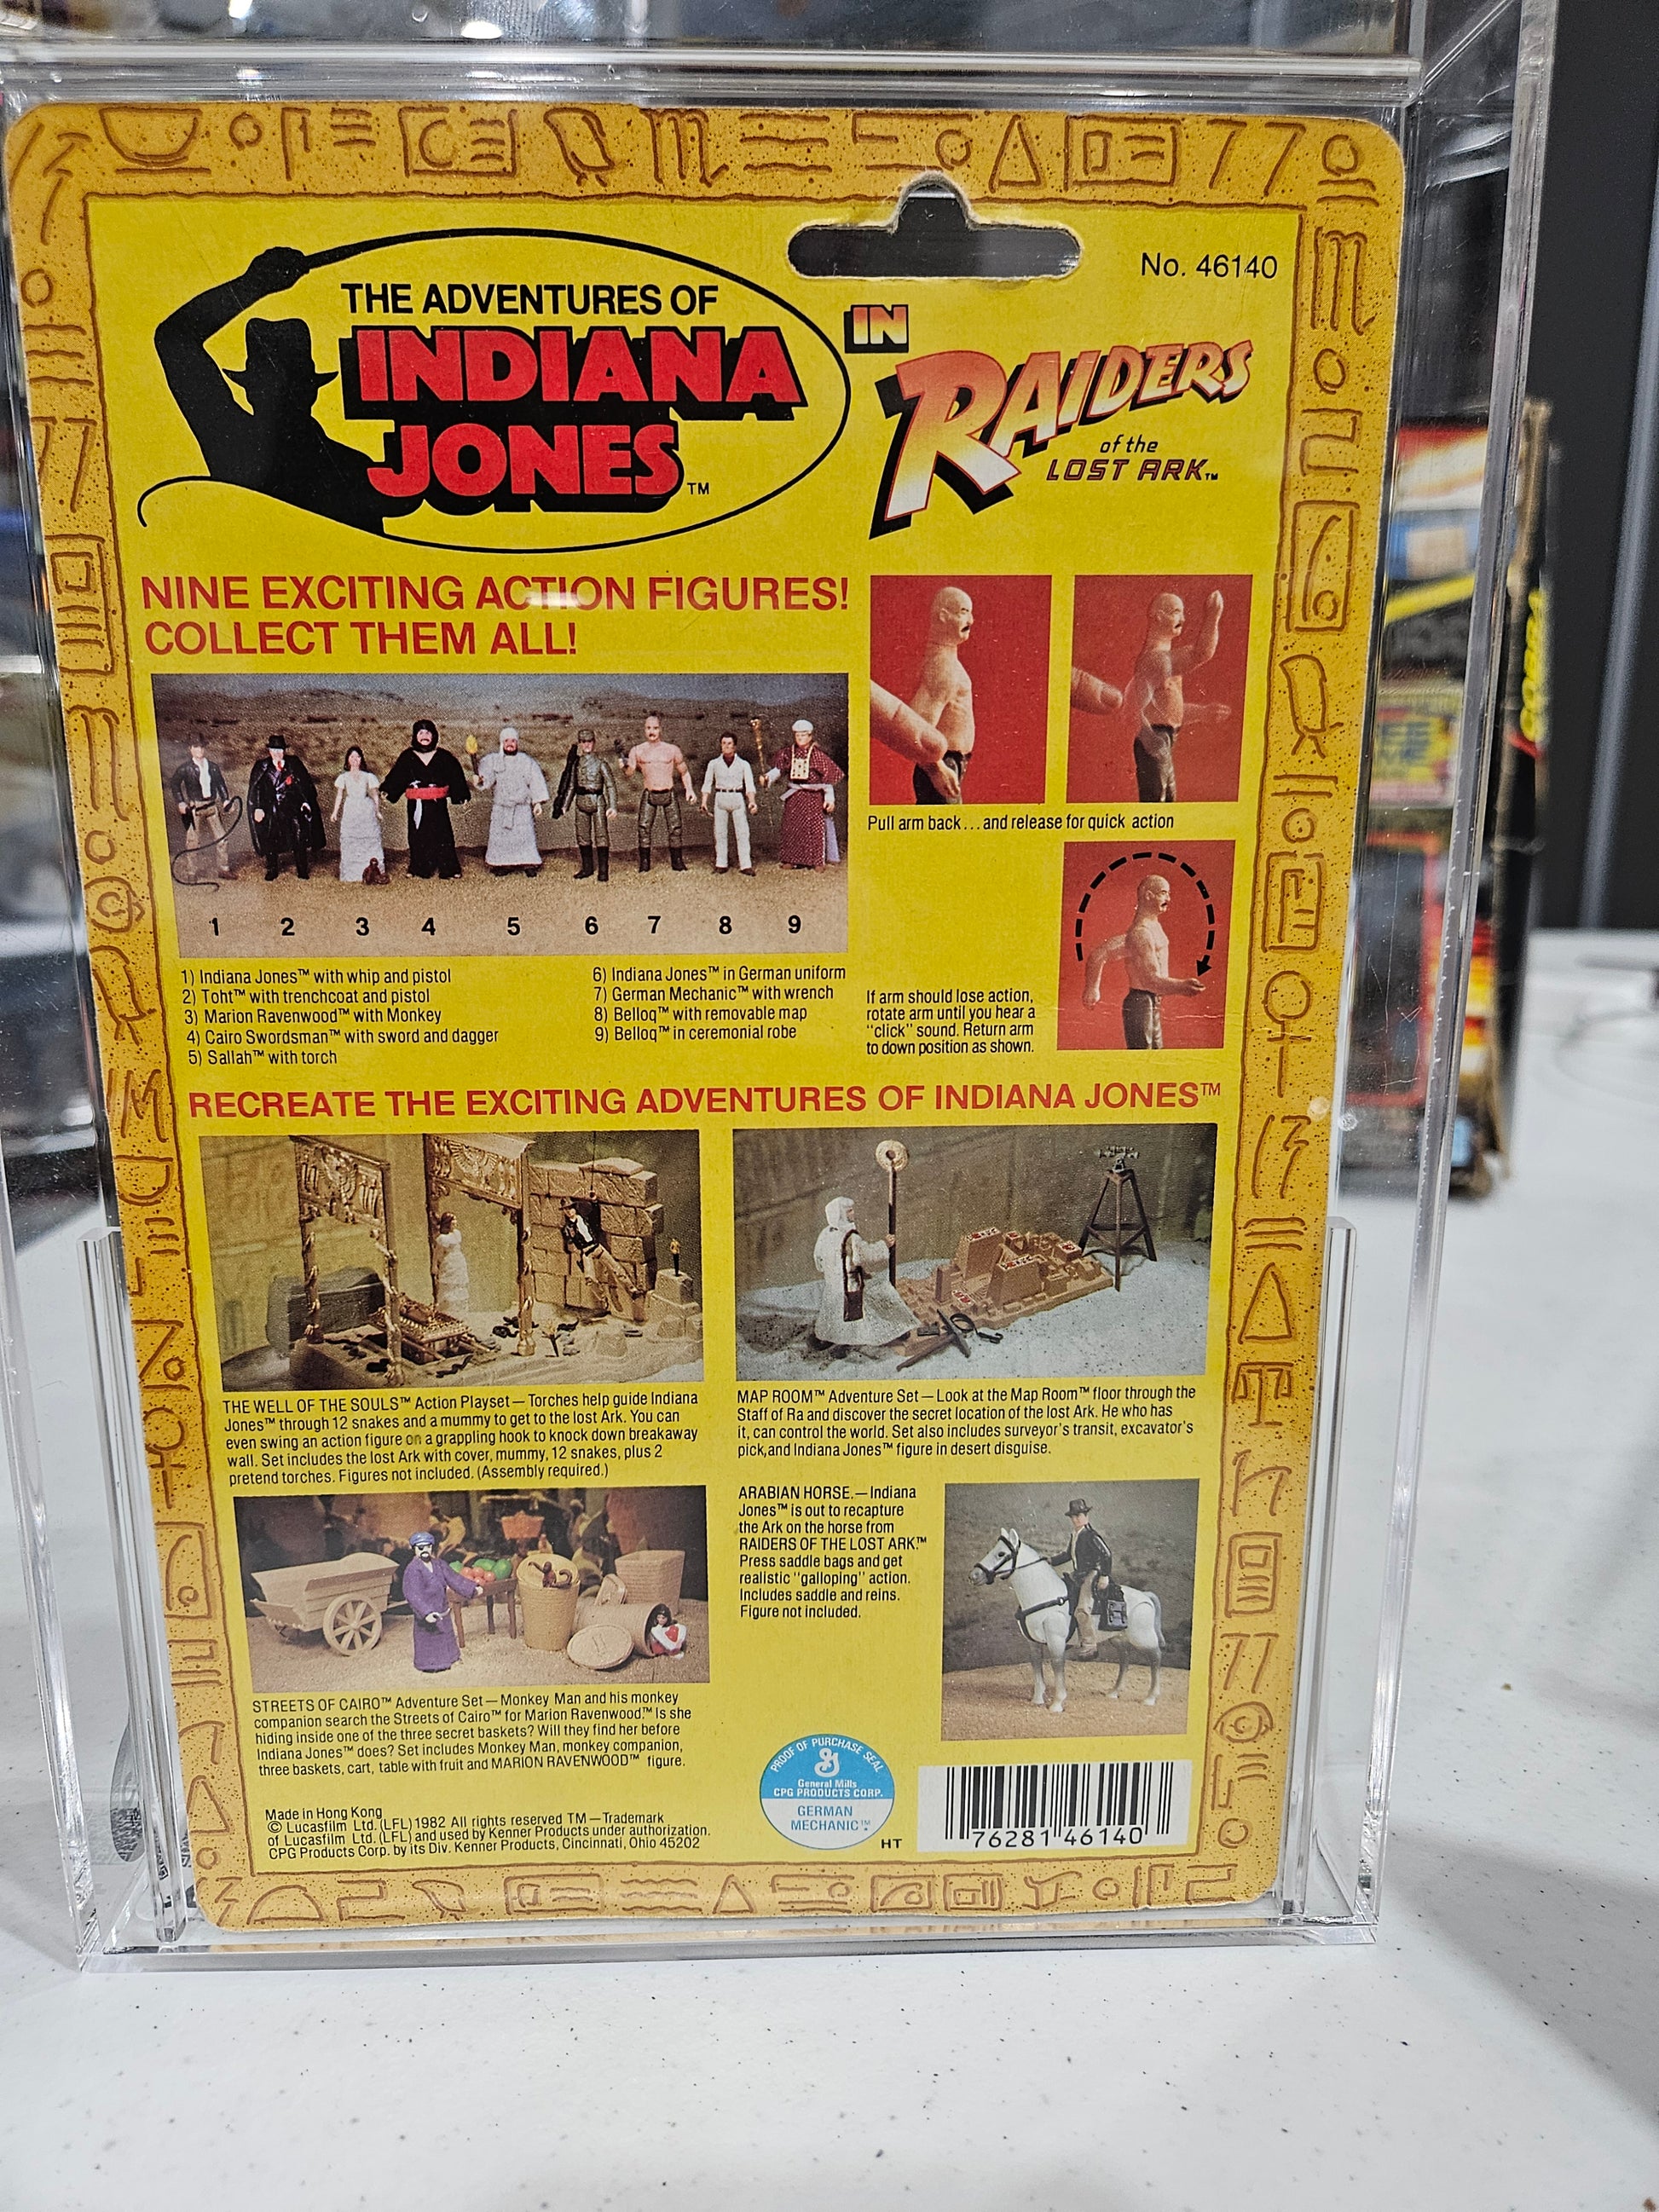 No. 46140
THE ADVENTURES OF
INDIANA
JONES™
IN
RAIDERS
of the
LOST ARK™
NINE EXCITING ACTION FIGURES!
COLLECT THEM ALL!
1 2 3 4 5 6 7 8 9
1) Indiana Jones™ with whip and pistol
2) Toht™ with trenchcoat and pistol
3) Marion Ravenwood™ with Monkey
4) Cairo Swordsman™ with sword and dagger
5) Sallah™ with torch
6) Indiana Jones™ in German uniform
7) German Mechanic™ with wrench
8) Belloq™ with removable map
9) Belloq™ in ceremonial robe
Pull arm back...and release for quick action
If arm should lose action,
rotate arm until you hear a
"click" sound. Return arm
to down position as shown.
RECREATE THE EXCITING ADVENTURES OF INDIANA JONES™
THE WELL OF THE SOULS™ Action Playset—Torches help guide Indiana
Jones™ through 12 snakes and a mummy to get to the lost Ark. You can
even swing an action figure on a grappling hook to knock down breakaway
wall. Set includes the lost Ark with cover, mummy, 12 snakes, plus 2
pretend torches. Figures not included. (Assembly required.)
MAP ROOM™ Adventure Set—Look at the Map Room™ floor through the
Staff of Ra and discover the secret location of the lost Ark. He who has
it, can control the world. Set also includes surveyor's transit, excavator's
pick,and Indiana Jones™ figure in desert disguise.
ARABIAN HORSE.—Indiana
Jones™ is out to recapture
the Ark on the horse from
RAIDERS OF THE LOST ARK.™
Press saddle bags and get
realistic "galloping" action.
Includes saddle and reins.
Figure not included.
STREETS OF CAIRO™ Adventure Set—Monkey Man and his monkey
companion search the Streets of Cairo™ for Marion Ravenwood.™ Is she
hiding inside one of the three secret baskets? Will they find her before
Indiana Jones™ does? Set includes Monkey Man, monkey companion,
three baskets, cart, table with fruit and MARION RAVENWOOD™ figure.
Made in Hong Kong
© Lucasfilm Ltd. (LFL) 1982 All rights reserved TM—Trademark
of Lucasfilm Ltd. (LFL) and used by Kenner Products under authorization.
CPG Products Corp. by its Div. Kenner Products, Cincinnati, Ohio 45202
PROOF OF PURCHASE SEAL
General Mills
CPG PRODUCTS CORP.
GERMAN
MECHANIC™
HT
76281 46140